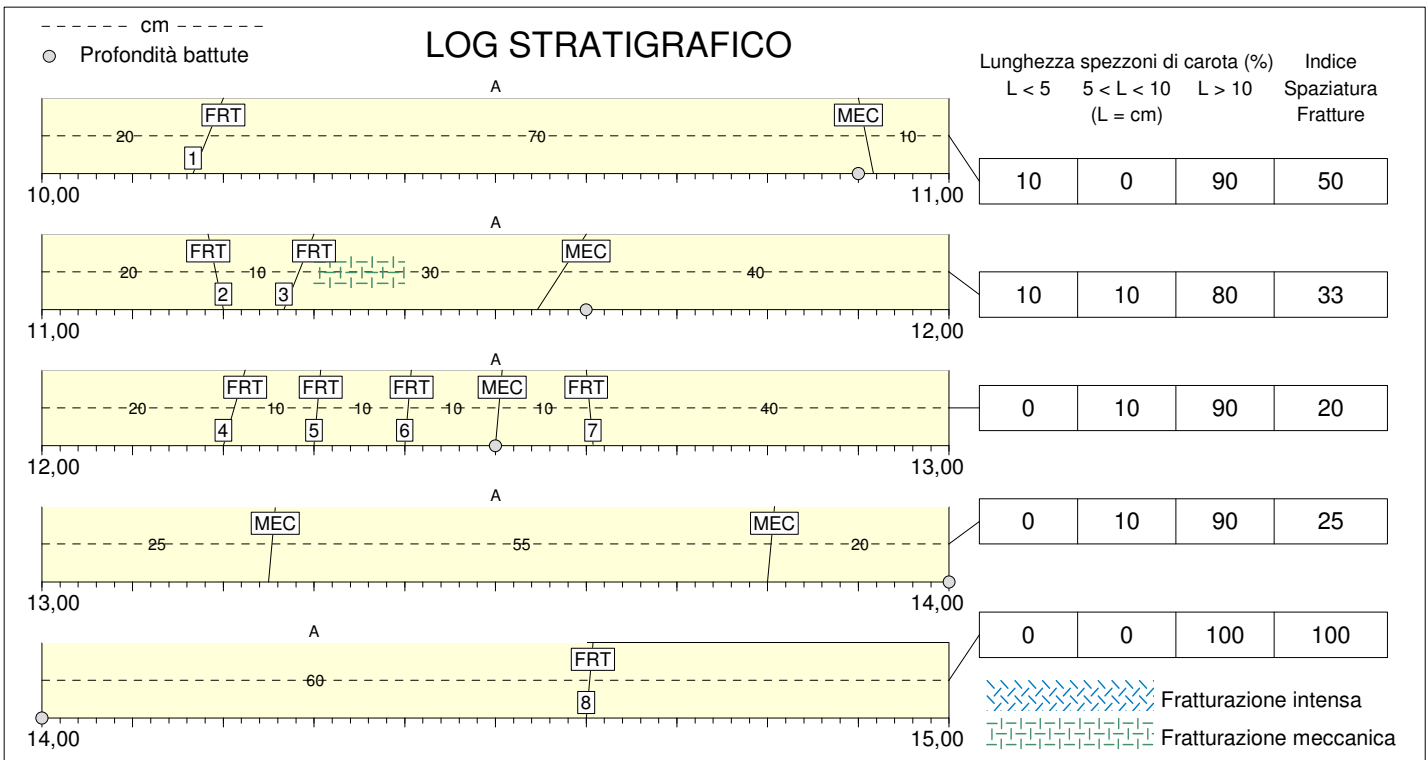 cm
Profondità battute
LOG STRATIGRAFICO
Lunghezza spezzoni di carota (%) Indice
L < 5 5 < L < 10 L > 10 Spaziatura
(L = cm) Fratture
A
FRT MEC
20 70 10
1
10,00 11,00
10 0 90 50
A
FRT FRT MEC
20 10 30 40
2 3
11,00 12,00
10 10 80 33
A
FRT FRT FRT MEC FRT
20 10 10 10 10 40
4 5 6 7
12,00 13,00
0 10 90 20
A
MEC MEC
25 55 20
13,00 14,00
0 10 90 25
A
FRT
60
8
14,00 15,00
0 0 100 100
Fratturazione intensa
Fratturazione meccanica